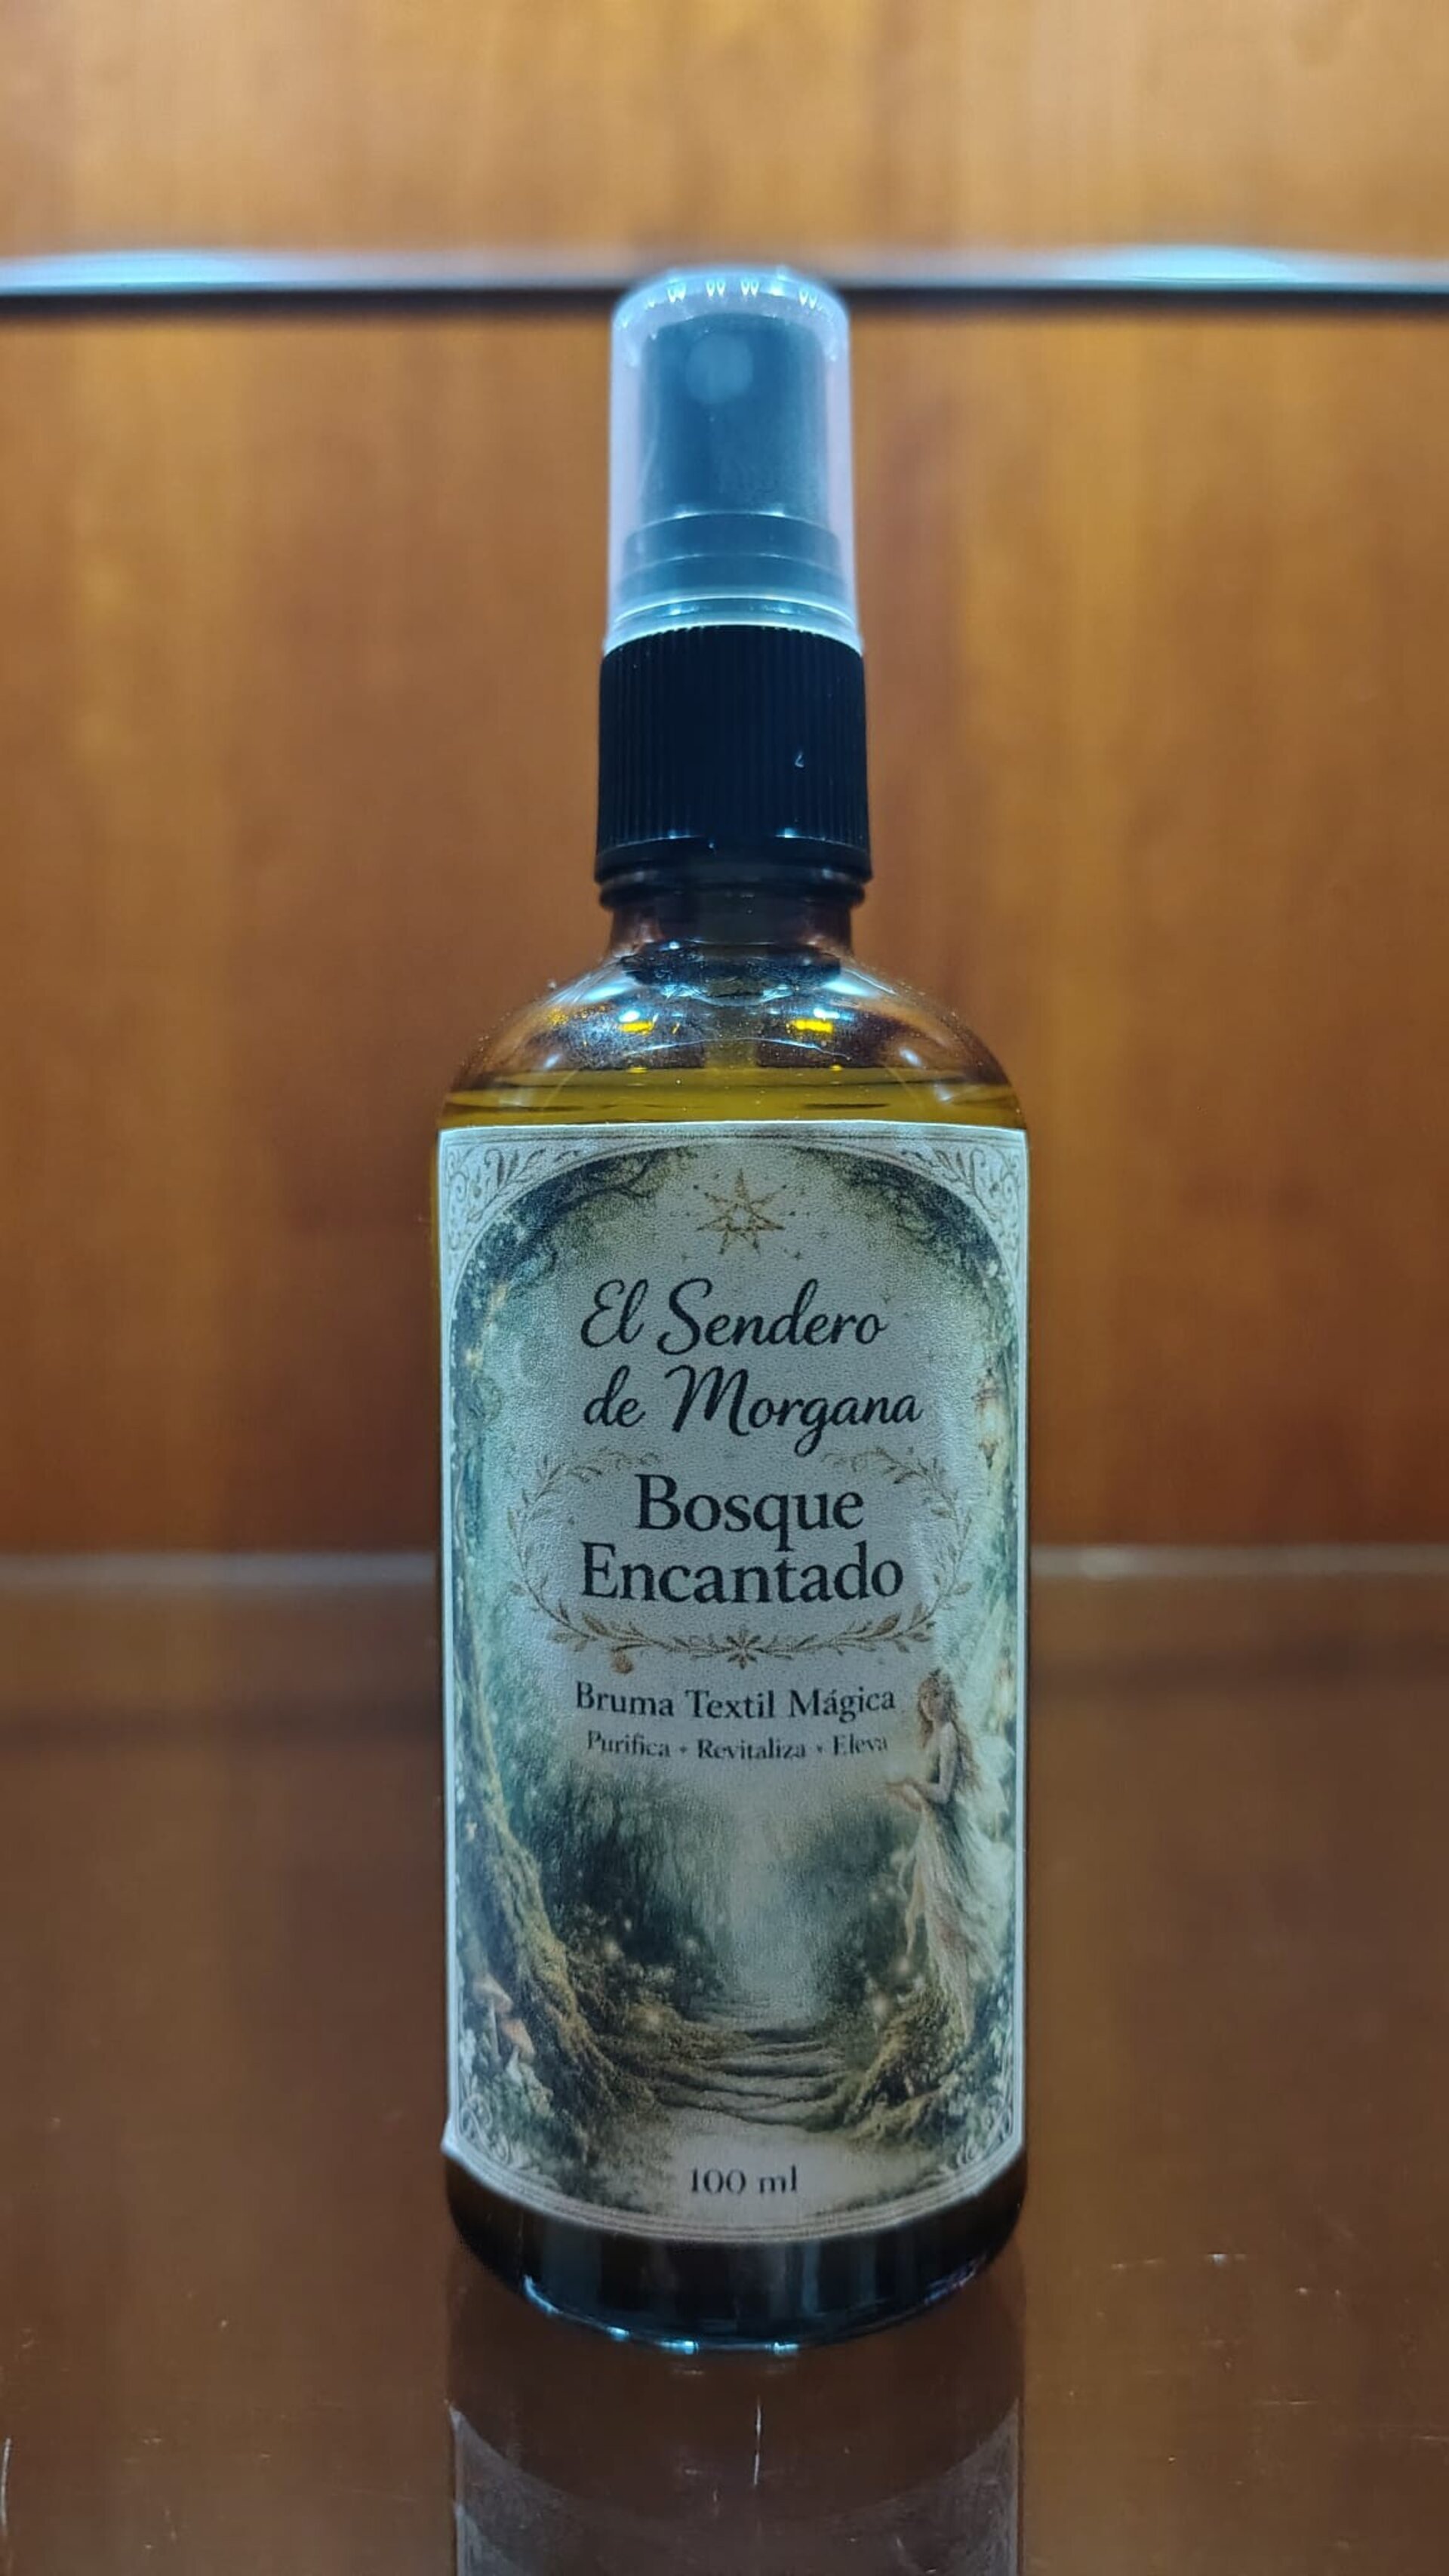 El Sendero
de Morgana
Bosque
Encantado
Bruma Textil Mágica
Purifica • Revitaliza • Eleva
100 ml